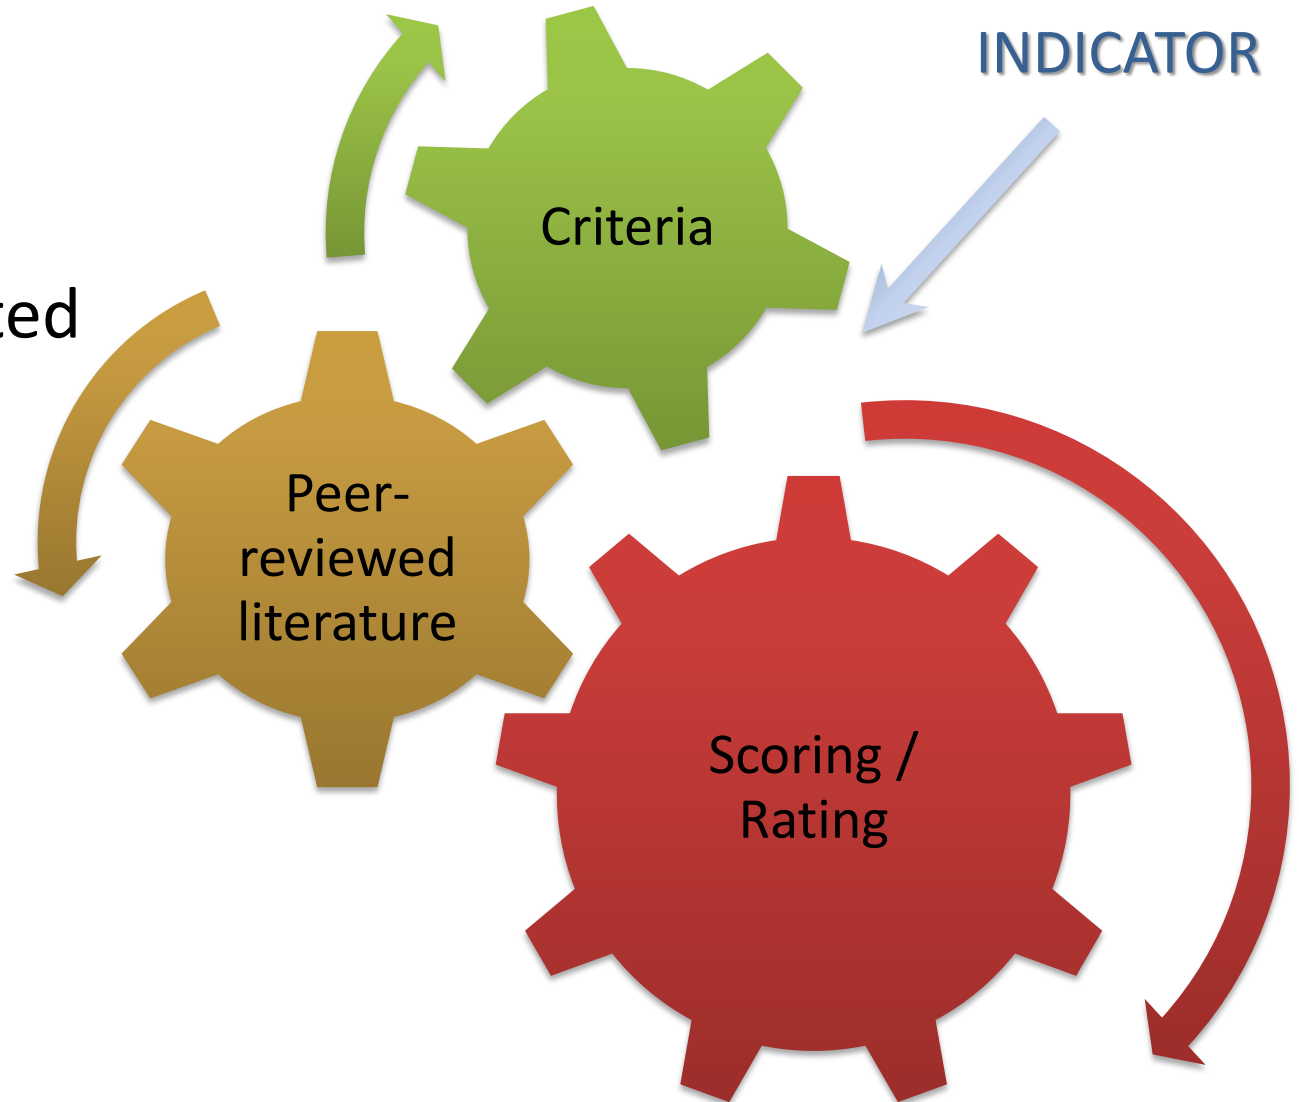 INDICATOR
Criteria
ted
Peer-
reviewed
literature
Scoring /
Rating